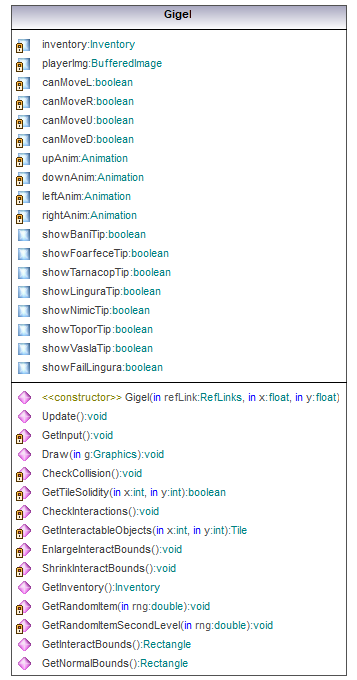 Gigel
inventory:Inventory
playerImg:BufferedImage
canMoveL:boolean
canMoveR:boolean
canMoveU:boolean
canMoveD:boolean
upAnim:Animation
downAnim:Animation
leftAnim:Animation
rightAnim:Animation
showBaniTip:boolean
showFoarfeceTip:boolean
showTarnacopTip:boolean
showLinguraTip:boolean
showNimicTip:boolean
showToporTip:boolean
showVaslaTip:boolean
showFailLingura:boolean
<<constructor>> Gigel(in refLink:RefLinks, in x:float, in y:float)
Update():void
GetInput():void
Draw(in g:Graphics):void
CheckCollision():void
GetTileSolidity(in x:int, in y:int):boolean
CheckInteractions():void
GetInteractableObjects(in x:int, in y:int):Tile
EnlargeInteractBounds():void
ShrinkInteractBounds():void
GetInventory():Inventory
GetRandomItem(in rng:double):void
GetRandomItemSecondLevel(in rng:double):void
GetInteractBounds():Rectangle
GetNormalBounds():Rectangle